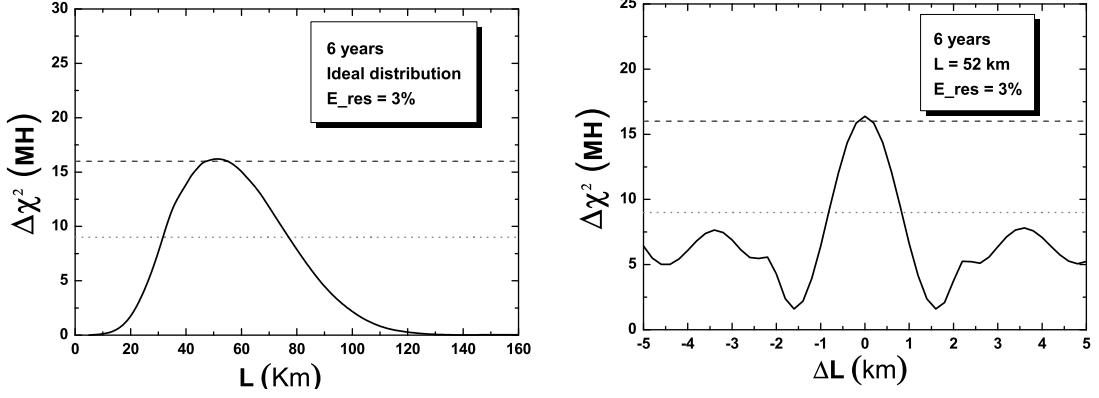 30
25
20
15
10
5
0
Δχ² (MH)
6 years
Ideal distribution
E_res = 3%
0 20 40 60 80 100 120 140 160
L (Km)
25
20
15
10
5
0
Δχ² (MH)
6 years
L = 52 km
E_res = 3%
-5 -4 -3 -2 -1 0 1 2 3 4 5
ΔL (km)